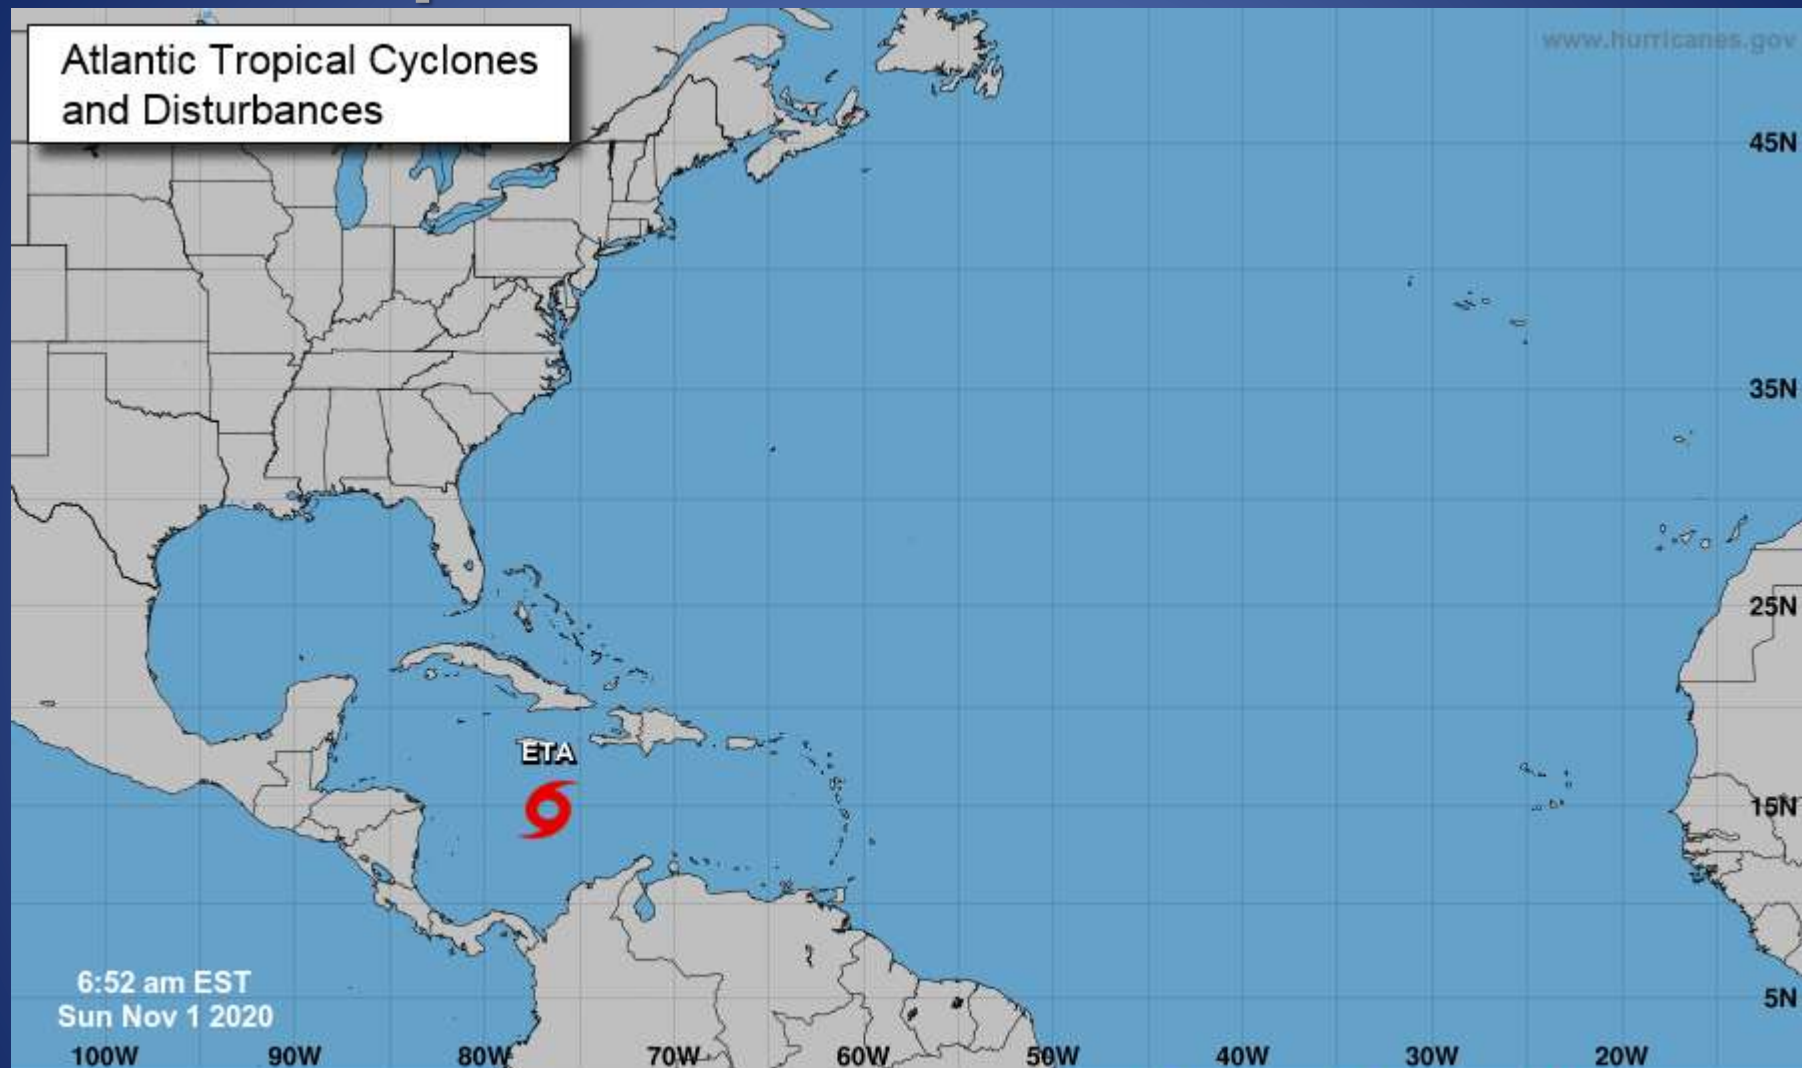 Atlantic Tropical Cyclones
and Disturbances
www.hurricanes.gov
45N
35N
25N
ETA
15N
6:52 am EST
Sun Nov 1 2020
5N
100W 90W 80W 70W 60W 50W 40W 30W 20W